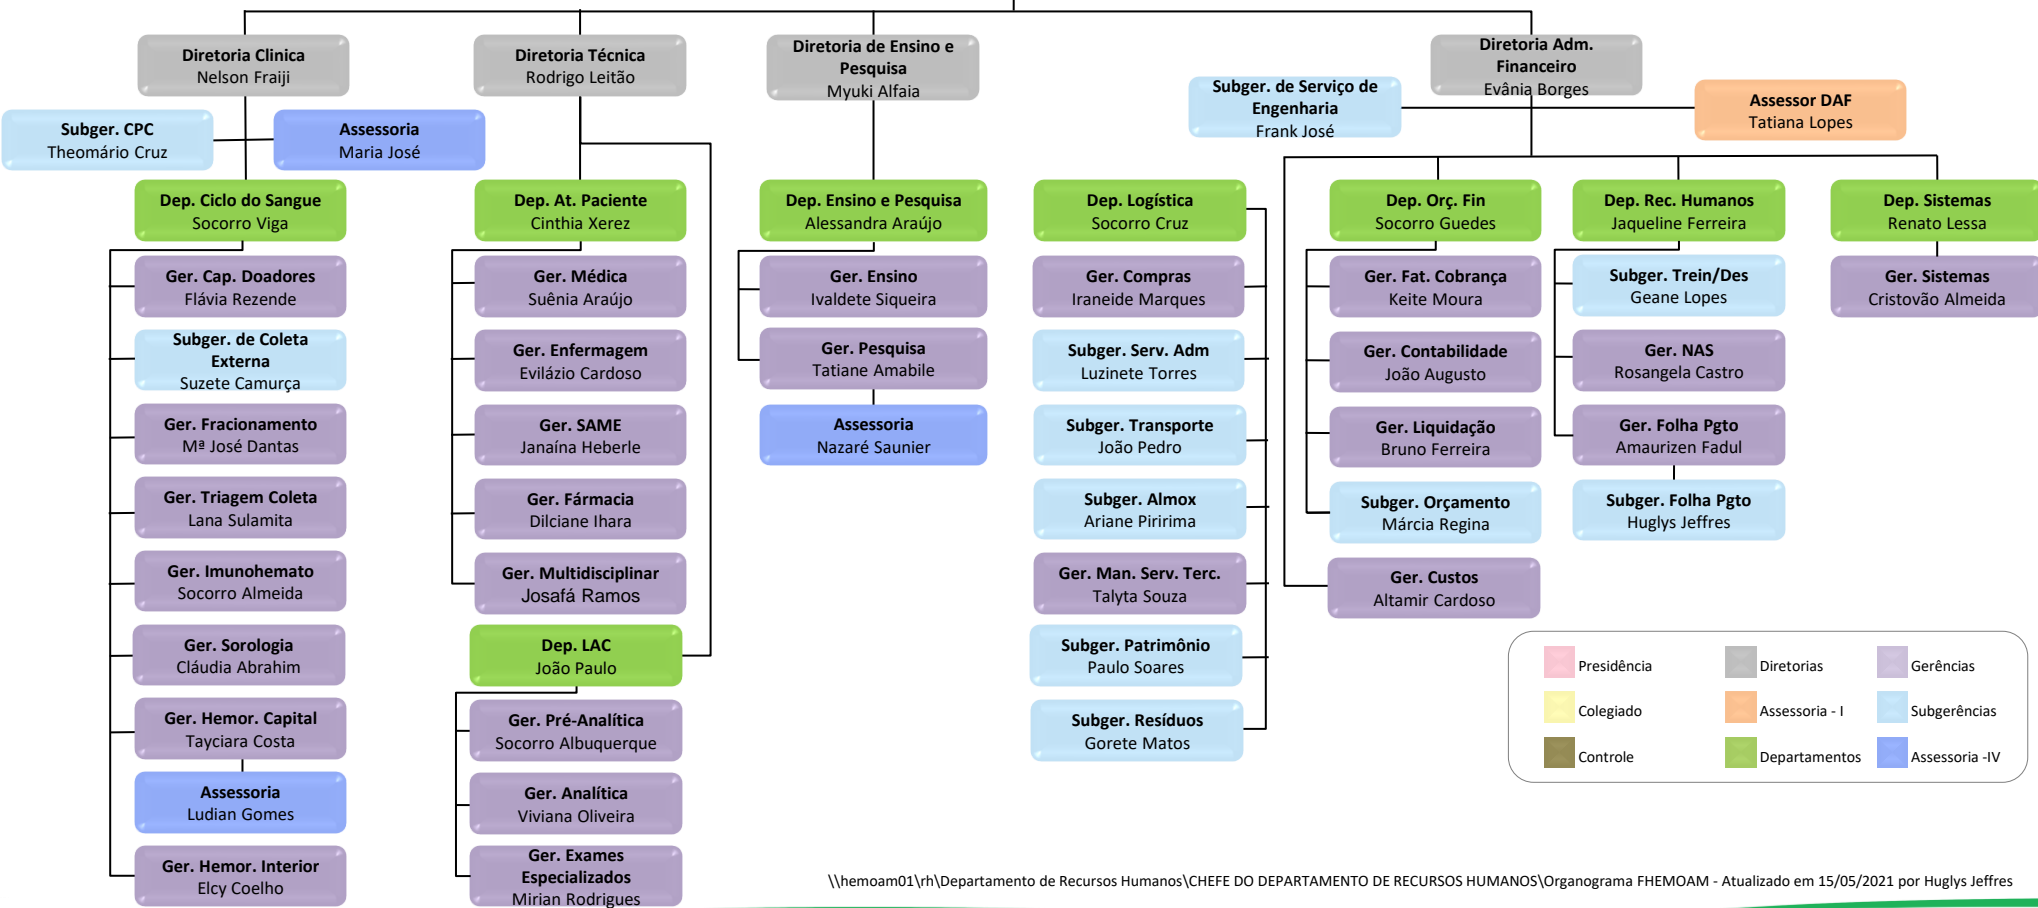 Diretoria Clinica
Nelson Fraiji
Diretoria Técnica
Rodrigo Leitão
Diretoria de Ensino e
Pesquisa
Myuki Alfaia
Diretoria Adm.
Financeiro
Evânia Borges
Subger. de Serviço de
Engenharia
Frank José
Assessor DAF
Tatiana Lopes
Subger. CPC
Theomário Cruz
Assessoria
Maria José
Dep. Ciclo do Sangue
Socorro Viga
Ger. Cap. Doadores
Flávia Rezende
Subger. de Coleta
Externa
Suzete Camurça
Ger. Fracionamento
Mª José Dantas
Ger. Triagem Coleta
Lana Sulamita
Ger. Imunohemato
Socorro Almeida
Ger. Sorologia
Cláudia Abrahim
Ger. Hemor. Capital
Tayciara Costa
Assessoria
Ludian Gomes
Ger. Hemor. Interior
Elcy Coelho
Dep. At. Paciente
Cinthia Xerez
Ger. Médica
Suênia Araújo
Ger. Enfermagem
Evilázio Cardoso
Ger. SAME
Janaína Heberle
Ger. Fármacia
Dilciane Ihara
Ger. Multidisciplinar
Josafá Ramos
Dep. LAC
João Paulo
Ger. Pré-Analítica
Socorro Albuquerque
Ger. Analítica
Viviana Oliveira
Ger. Exames
Especializados
Mirian Rodrigues
Dep. Ensino e Pesquisa
Alessandra Araújo
Ger. Ensino
Ivaldete Siqueira
Ger. Pesquisa
Tatiane Amabile
Assessoria
Nazaré Saunier
Dep. Logística
Socorro Cruz
Ger. Compras
Iraneide Marques
Subger. Serv. Adm
Luzinete Torres
Subger. Transporte
João Pedro
Subger. Almox
Ariane Piririma
Ger. Man. Serv. Terc.
Talyta Souza
Subger. Patrimônio
Paulo Soares
Subger. Resíduos
Gorete Matos
Dep. Orç. Fin
Socorro Guedes
Ger. Fat. Cobrança
Keite Moura
Ger. Contabilidade
João Augusto
Ger. Liquidação
Bruno Ferreira
Subger. Orçamento
Márcia Regina
Ger. Custos
Altamir Cardoso
Dep. Rec. Humanos
Jaqueline Ferreira
Subger. Trein/Des
Geane Lopes
Ger. NAS
Rosangela Castro
Ger. Folha Pgto
Amaurizen Fadul
Subger. Folha Pgto
Huglys Jeffres
Dep. Sistemas
Renato Lessa
Ger. Sistemas
Cristovão Almeida
Presidência
Diretorias
Gerências
Colegiado
Assessoria - I
Subgerências
Controle
Departamentos
Assessoria -IV
\\hemoam01\rh\Departamento de Recursos Humanos\CHEFE DO DEPARTAMENTO DE RECURSOS HUMANOS\Organograma FHEMOAM - Atualizado em 15/05/2021 por Huglys Jeffres